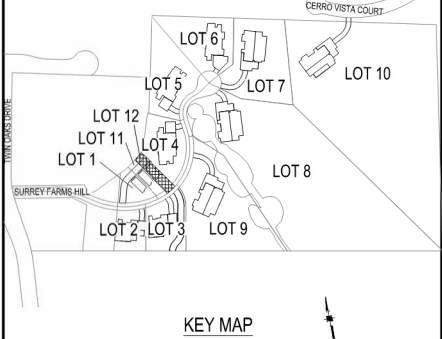 CERRO VISTA COURT
LOT 6
LOT 10
LOT 7
LOT 5
TWIN OAKS DRIVE
LOT 12
LOT 11
LOT 4
LOT 1
LOT 8
SURREY FARMS HILL
LOT 2
LOT 3
LOT 9
KEY MAP